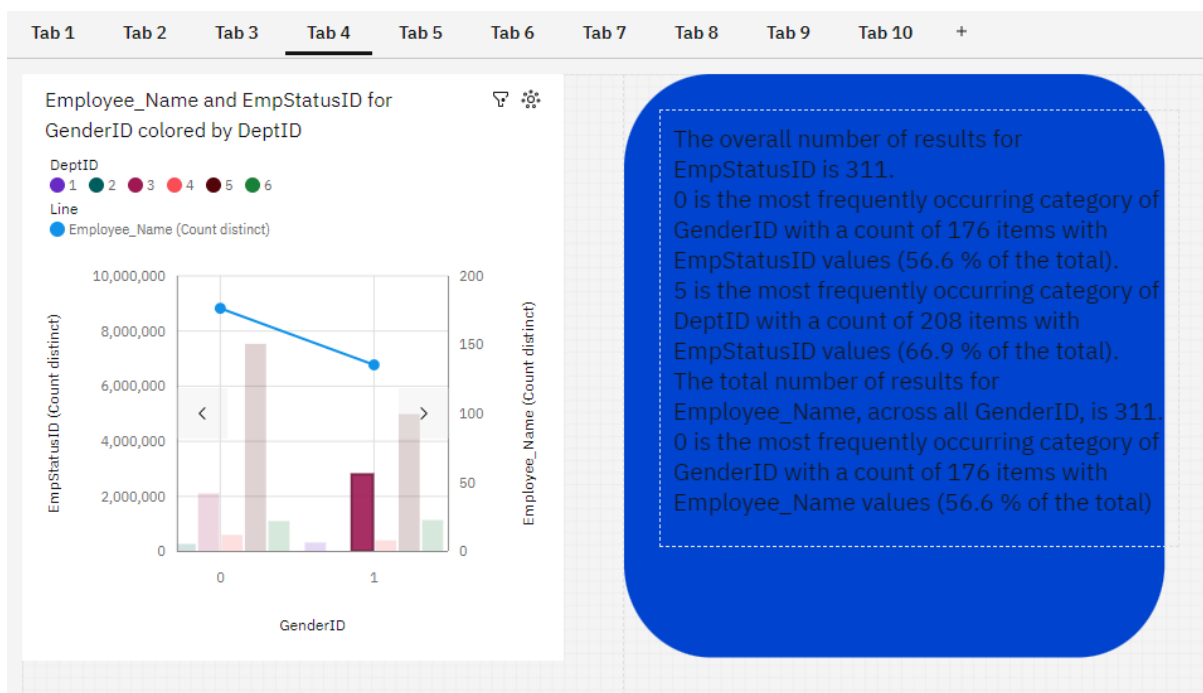 Tab 1 Tab 2 Tab 3 Tab 4 Tab 5 Tab 6 Tab 7 Tab 8 Tab 9 Tab 10 +
Employee_Name and EmpStatusID for
GenderID colored by DeptID
DeptID
1 2 3 4 5 6
Line
Employee_Name (Count distinct)
EmpStatusID (Count distinct)
10,000,000
8,000,000
6,000,000
4,000,000
2,000,000
0
200
150
100
50
0
Employee_Name (Count distinct)
0 1
GenderID
The overall number of results for
EmpStatusID is 311.
0 is the most frequently occurring category of
GenderID with a count of 176 items with
EmpStatusID values (56.6 % of the total).
5 is the most frequently occurring category of
DeptID with a count of 208 items with
EmpStatusID values (66.9 % of the total).
The total number of results for
Employee_Name, across all GenderID, is 311.
0 is the most frequently occurring category of
GenderID with a count of 176 items with
Employee_Name values (56.6 % of the total)